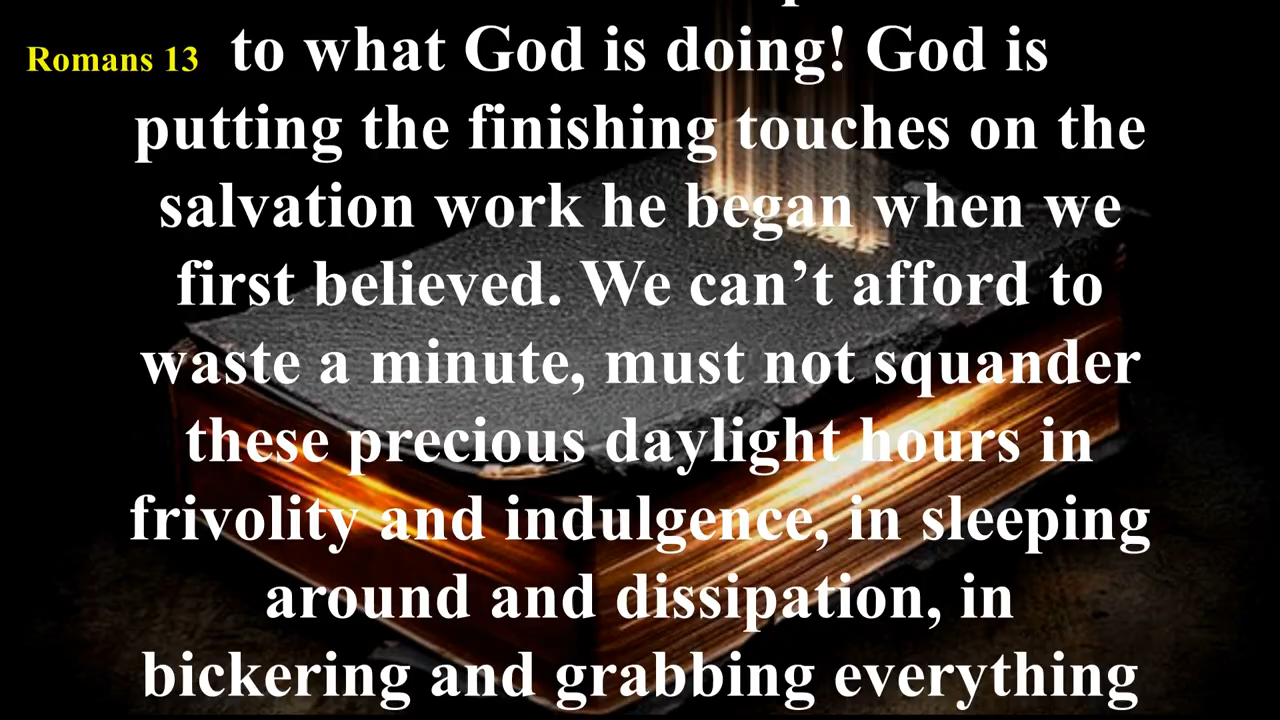 Romans 13
to what God is doing! God is
putting the finishing touches on the
salvation work he began when we
first believed. We can’t afford to
waste a minute, must not squander
these precious daylight hours in
frivolity and indulgence, in sleeping
around and dissipation, in
bickering and grabbing everything